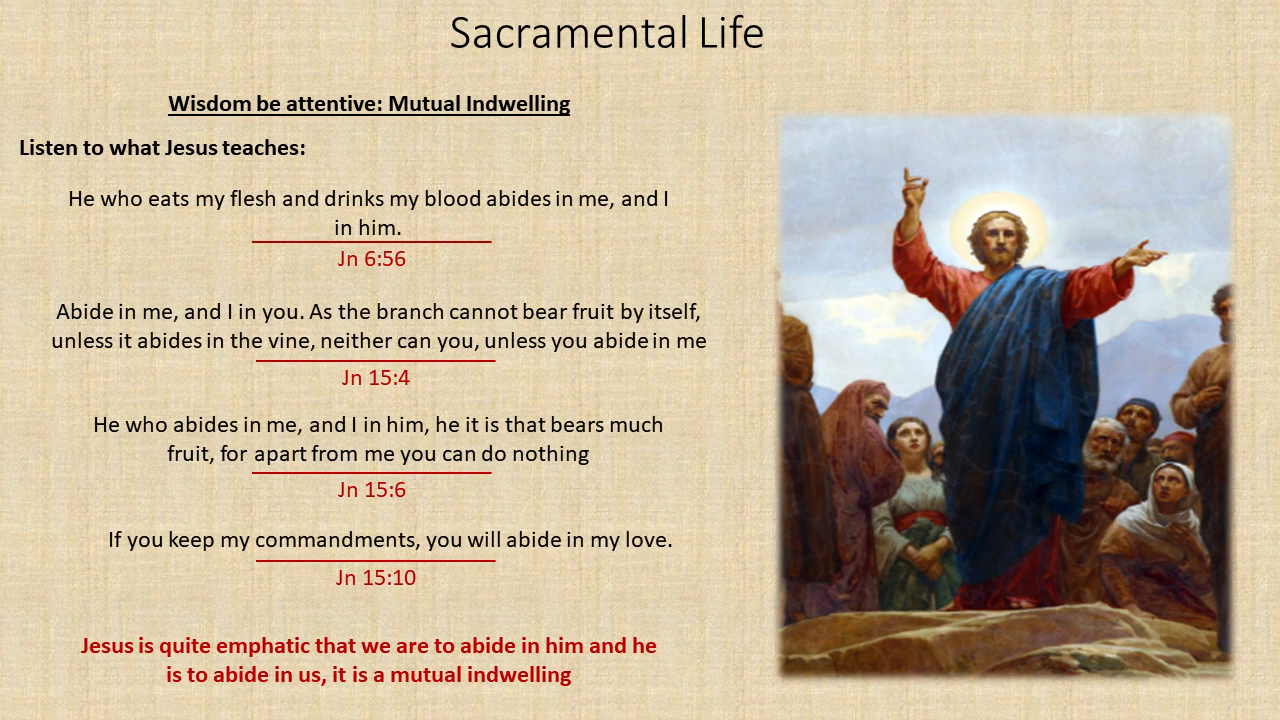 Sacramental Life
Wisdom be attentive: Mutual Indwelling
Listen to what Jesus teaches:
He who eats my flesh and drinks my blood abides in me, and I
in him.
Jn 6:56
Abide in me, and I in you. As the branch cannot bear fruit by itself,
unless it abides in the vine, neither can you, unless you abide in me
Jn 15:4
He who abides in me, and I in him, he it is that bears much
fruit, for apart from me you can do nothing
Jn 15:6
If you keep my commandments, you will abide in my love.
Jn 15:10
Jesus is quite emphatic that we are to abide in him and he
is to abide in us, it is a mutual indwelling